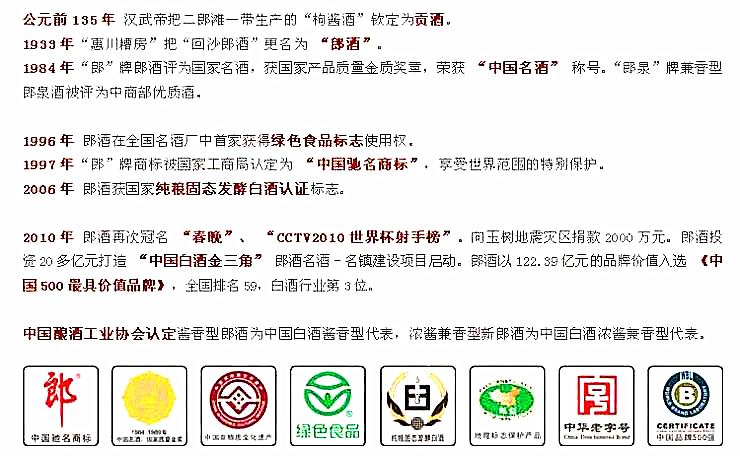 公元前 135 年 汉武帝把二郎滩一带生产的“枸酱酒”钦定为贡酒。
1933 年“惠川糟房”把“回沙郎酒”更名为 “郎酒”。
1984 年“郎”牌郎酒评为国家名酒，获国家产品质量金质奖章，荣获 “中国名酒” 称号。“郎泉”牌兼香型
郎泉酒被评为中商部优质酒。
1996 年 郎酒在全国名酒厂中首家获得绿色食品标志使用权。
1997 年“郎”牌商标被国家工商局认定为 “中国驰名商标”，享受世界范围的特别保护。
2006 年 郎酒获国家纯粮固态发酵白酒认证标志。
2010 年 郎酒再次冠名 “春晚”、 “CCTV2010 世界杯射手榜”。向玉树地震灾区捐款 2000 万元。郎酒投
资 20 多亿元打造 “中国白酒金三角” 郎酒名酒－名镇建设项目启动。郎酒以 122.39 亿元的品牌价值入选 《中
国 500 最具价值品牌》，全国排名 59，白酒行业第 3 位。
中国酿酒工业协会认定酱香型郎酒为中国白酒酱香型代表，浓酱兼香型新郎酒为中国白酒浓酱兼香型代表。
郎
中国驰名商标
1984 -1989年
中国名酒、国家质量金奖
中国非物质文化遗产
绿色食品
纯粮固态发酵白酒
地理标志保护产品
中华老字号
China Time-honored Brand
WBL
WORLD BRAND LABORATORY
B
CERTIFICATE
中国品牌500强